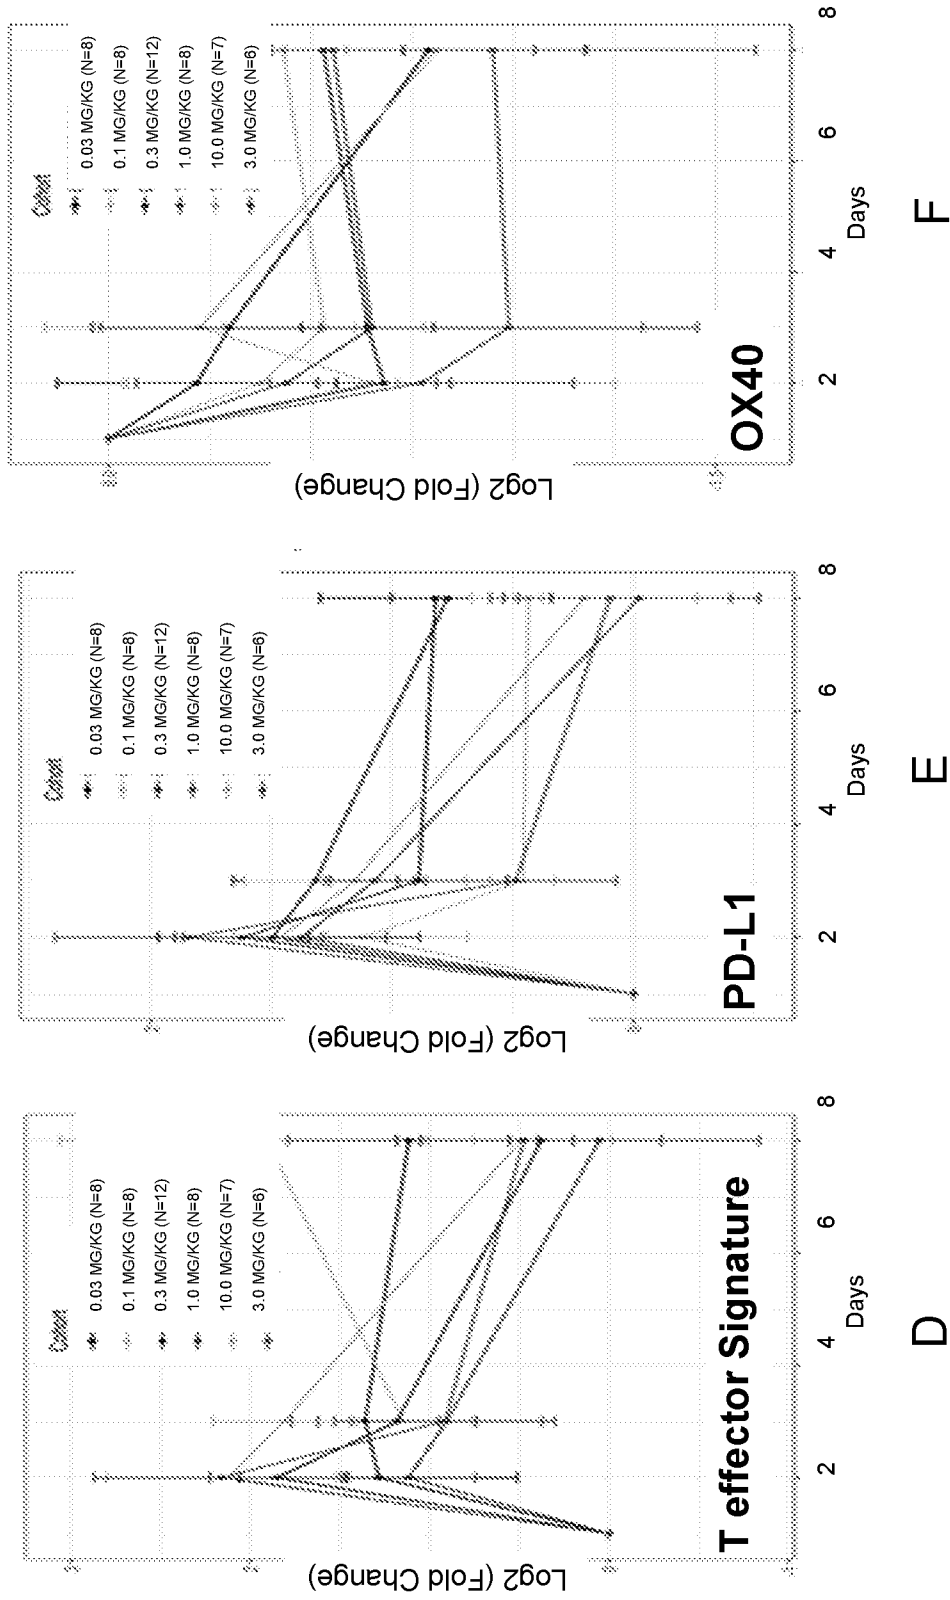 Log2 (Fold Change)
Cohort
0.03 MG/KG (N=8)
0.1 MG/KG (N=8)
0.3 MG/KG (N=12)
1.0 MG/KG (N=8)
10.0 MG/KG (N=7)
3.0 MG/KG (N=6)
T effector Signature
2
4
6
8
Days
D
Log2 (Fold Change)
Cohort
0.03 MG/KG (N=8)
0.1 MG/KG (N=8)
0.3 MG/KG (N=12)
1.0 MG/KG (N=8)
10.0 MG/KG (N=7)
3.0 MG/KG (N=6)
PD-L1
2
4
6
8
Days
E
Log2 (Fold Change)
Cohort
0.03 MG/KG (N=8)
0.1 MG/KG (N=8)
0.3 MG/KG (N=12)
1.0 MG/KG (N=8)
10.0 MG/KG (N=7)
3.0 MG/KG (N=6)
OX40
2
4
6
8
Days
F